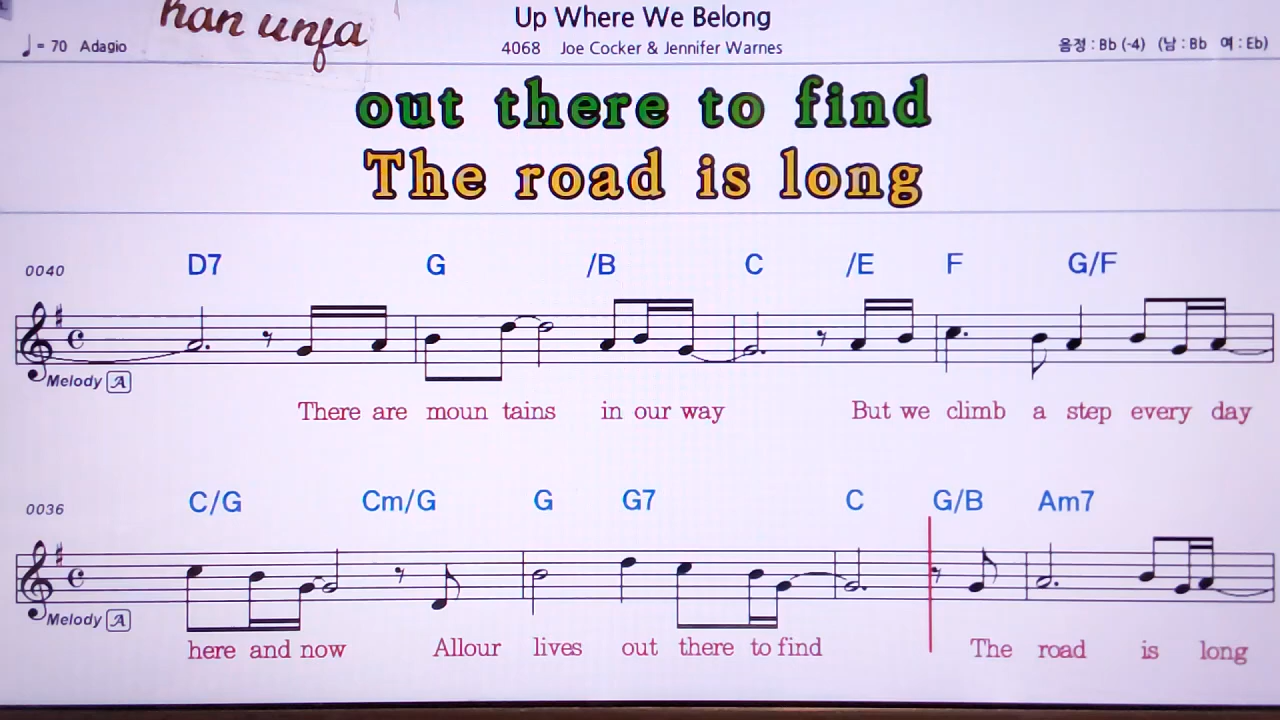 han unfa
Up Where We Belong
♩= 70 Adagio
4068 Joe Cocker & Jennifer Warnes
음정 : Bb (-4) (남 : Bb 여 : Eb)
out there to find
The road is long
0040 D7 G /B C /E F G/F
Melody A
There are moun tains in our way But we climb a step every day
0036 C/G Cm/G G G7 C G/B Am7
Melody A
here and now Allour lives out there to find The road is long